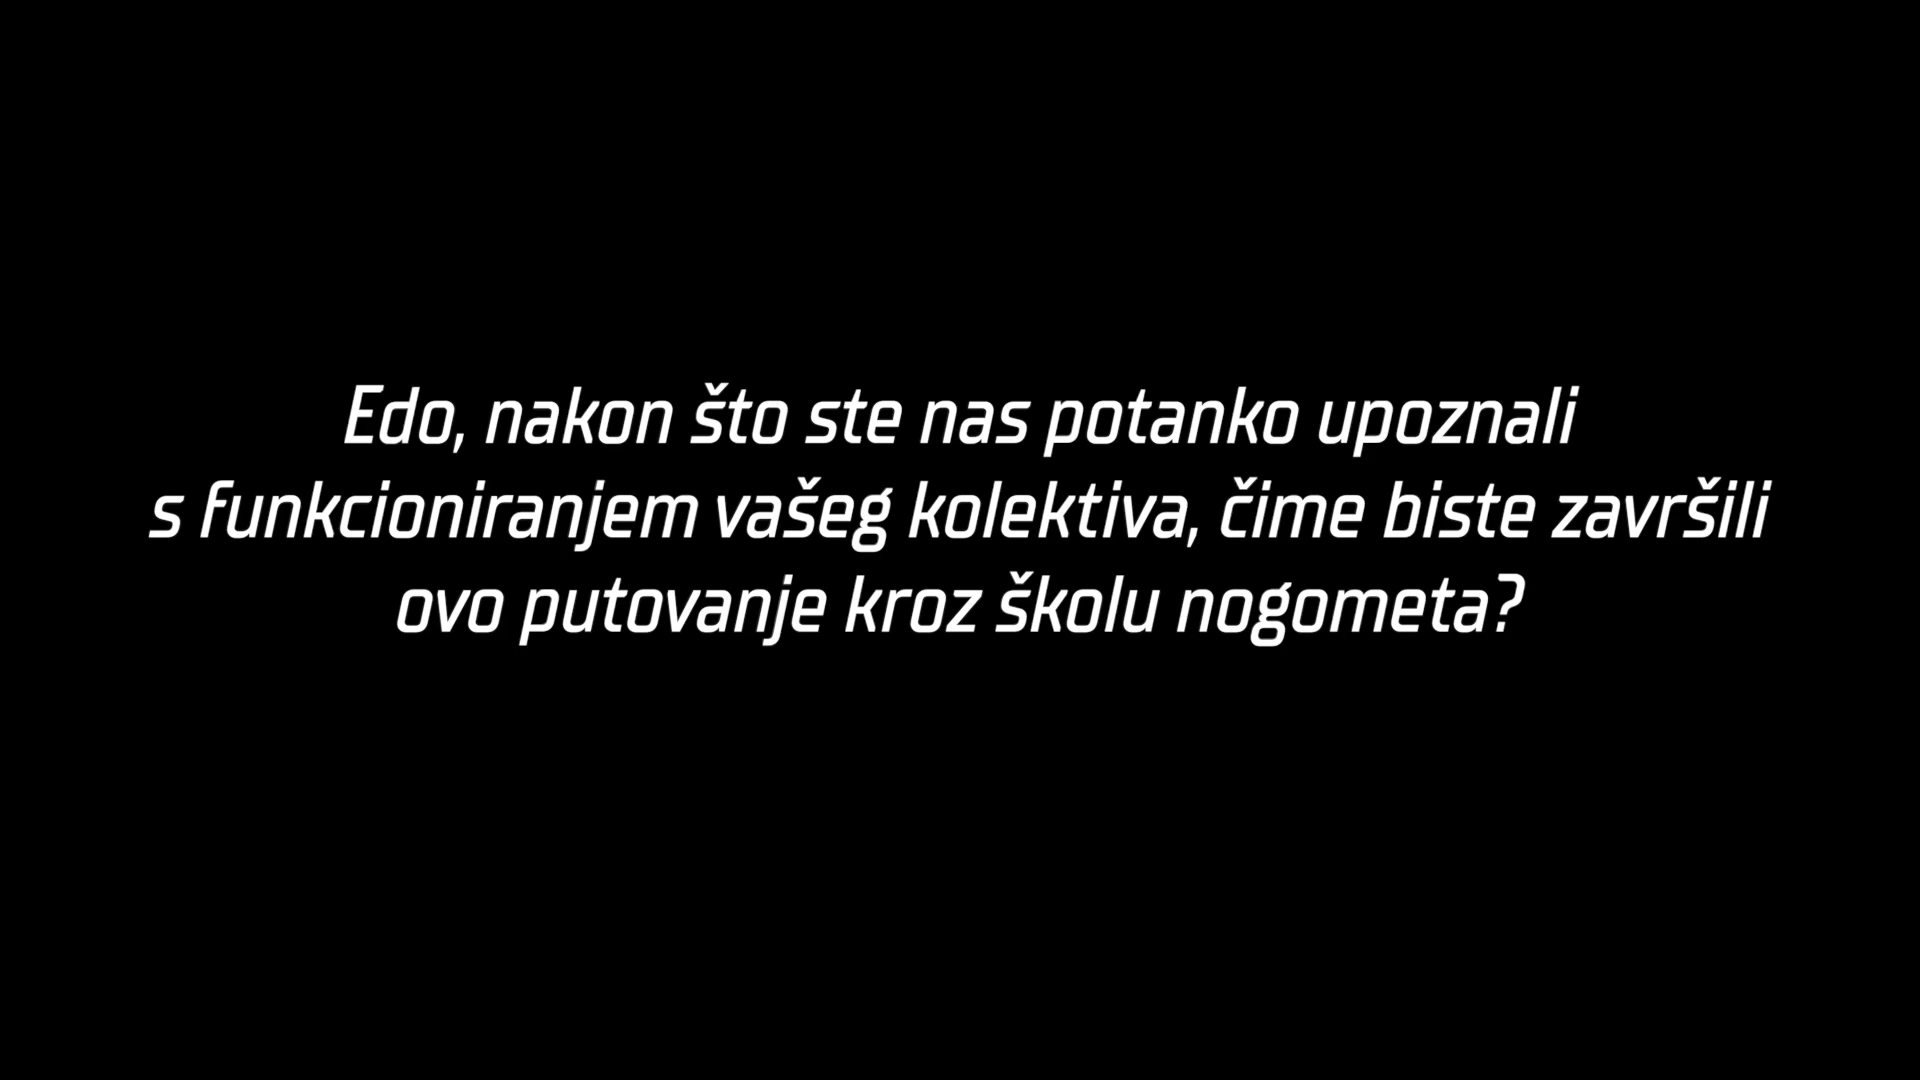 Edo, nakon što ste nas potanko upoznali
s funkcioniranjem vašeg kolektiva, čime biste završili
ovo putovanje kroz školu nogometa?